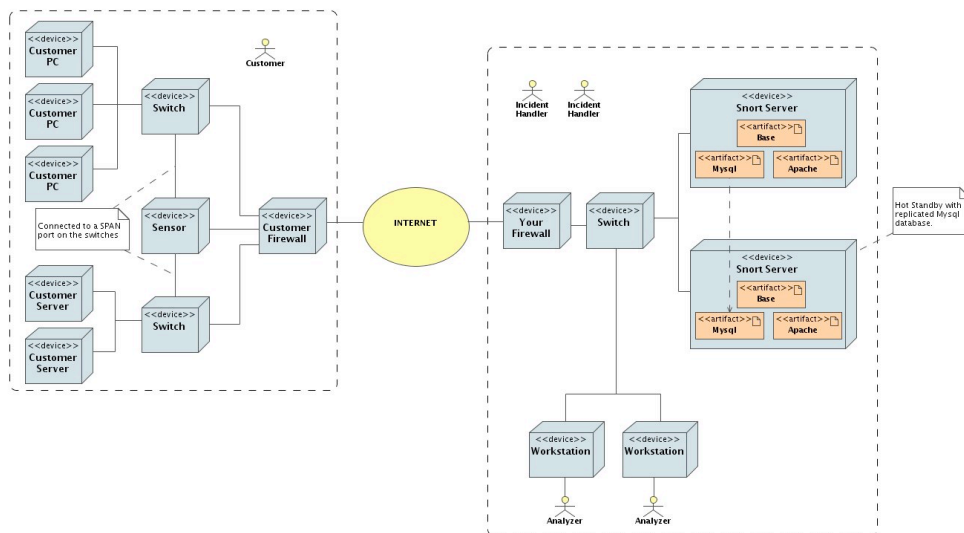 <<device>>
Customer
PC
<<device>>
Customer
PC
<<device>>
Customer
PC
Customer
<<device>>
Switch
Connected to a SPAN
port on the switches
<<device>>
Sensor
<<device>>
Customer
Firewall
<<device>>
Customer
Server
<<device>>
Customer
Server
<<device>>
Switch
INTERNET
Incident
Handler
Incident
Handler
<<device>>
Your
Firewall
<<device>>
Switch
<<device>>
Snort Server
<<artifact>>
Base
<<artifact>>
Mysql
<<artifact>>
Apache
Hot Standby with
replicated Mysql
database.
<<device>>
Snort Server
<<artifact>>
Base
<<artifact>>
Mysql
<<artifact>>
Apache
<<device>>
Workstation
<<device>>
Workstation
Analyzer
Analyzer